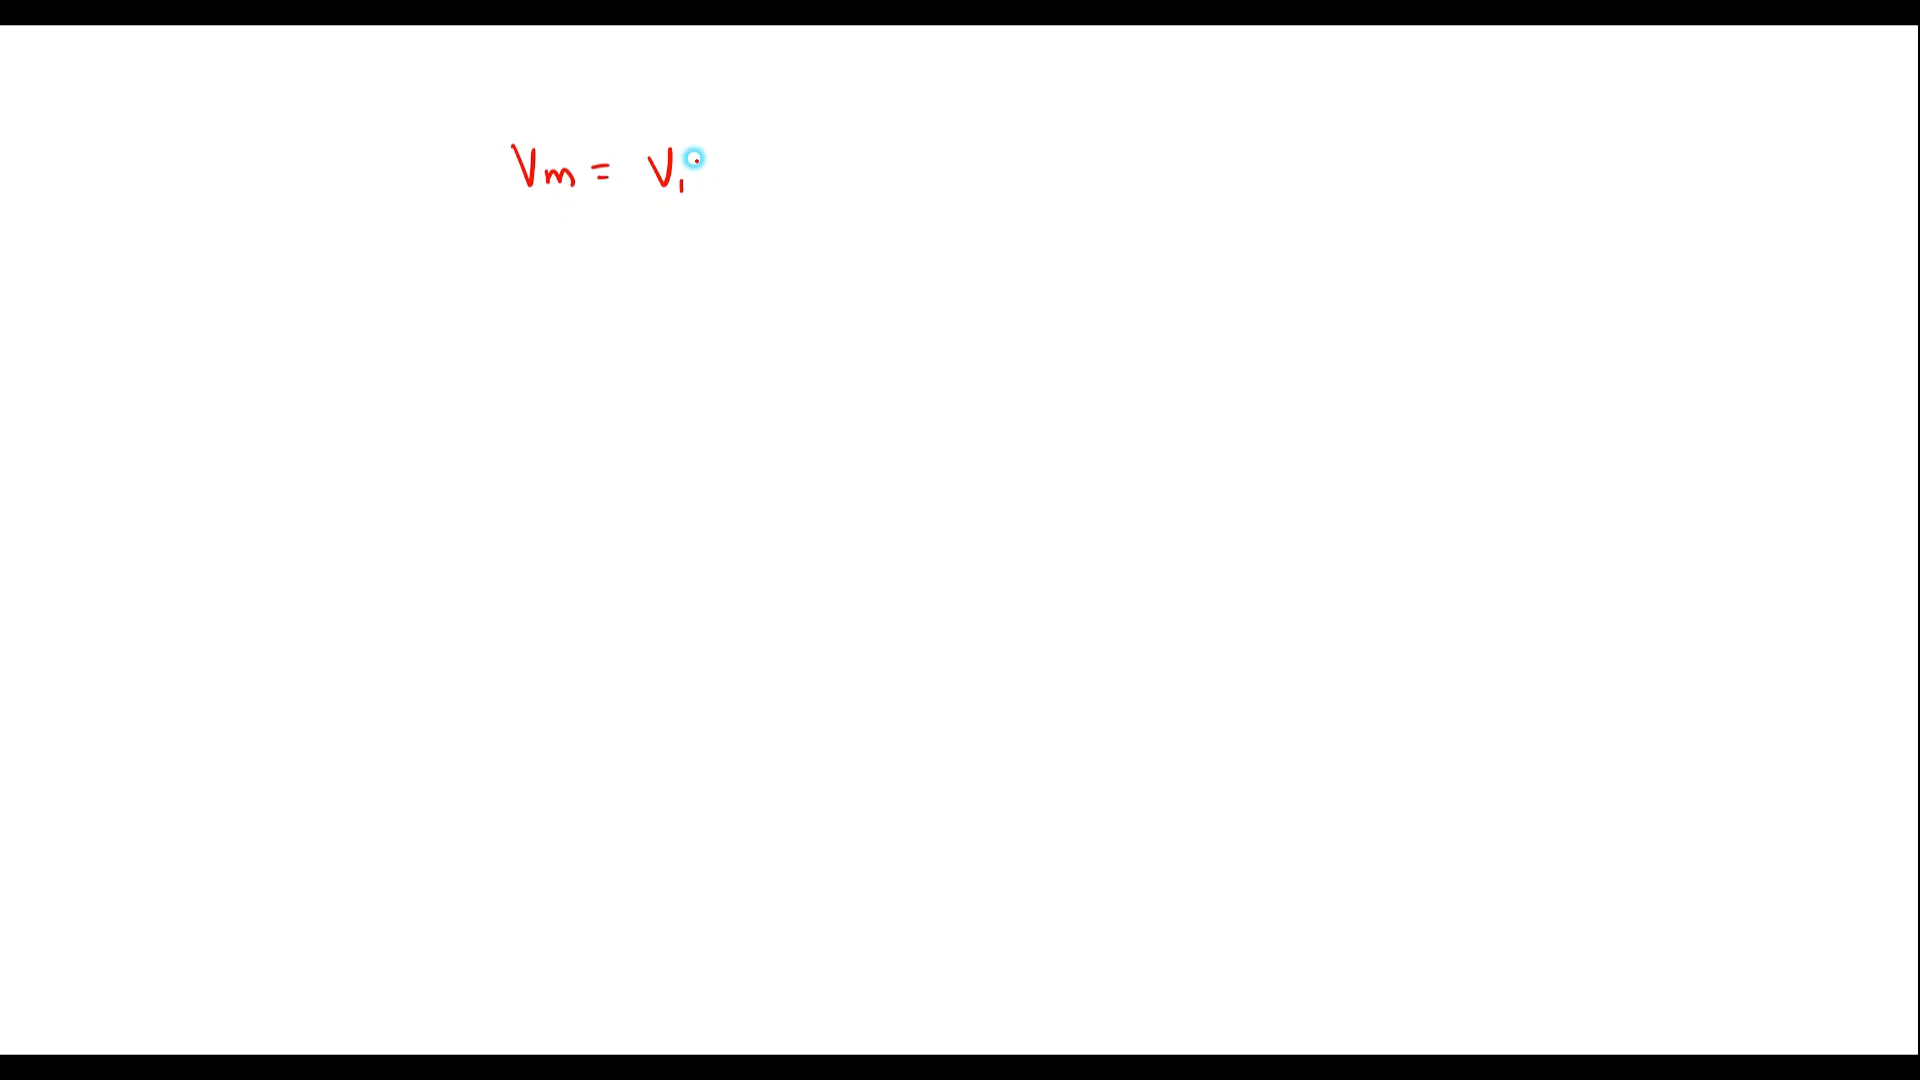 Vm = V₁